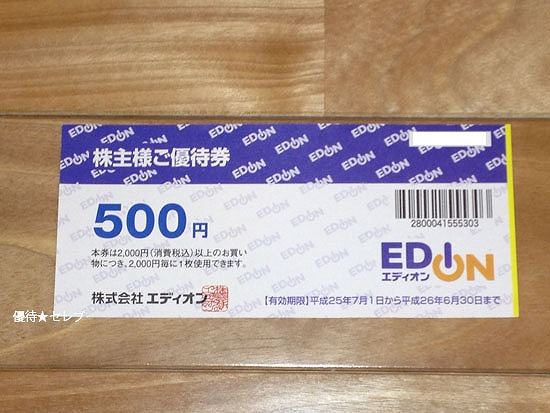 株主様ご優待券
500円
本券は2,000円(消費税込)以上のお買い
物につき、2,000円毎に1枚使用できます。
株式会社 エディオン
2800041555303
EDION
エディオン
【有効期限】平成25年7月1日から平成26年6月30日まで
優待★セレブ